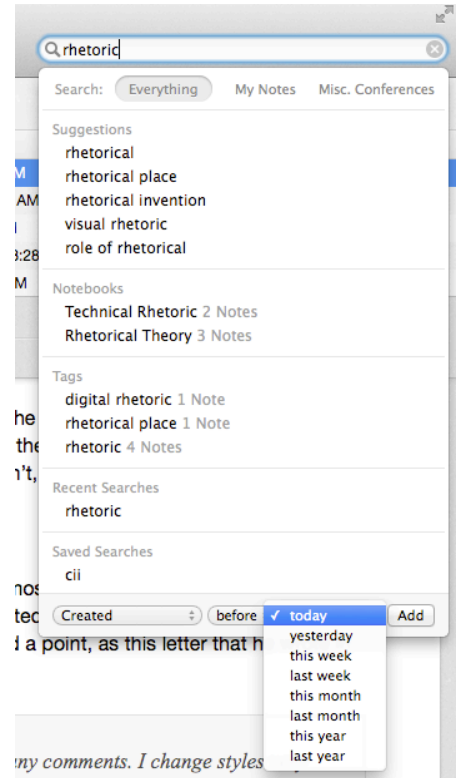 rhetoric
Search: Everything My Notes Misc. Conferences
Suggestions
rhetorical
rhetorical place
rhetorical invention
visual rhetoric
role of rhetorical
Notebooks
Technical Rhetoric 2 Notes
Rhetorical Theory 3 Notes
Tags
digital rhetoric 1 Note
rhetorical place 1 Note
rhetoric 4 Notes
Recent Searches
rhetoric
Saved Searches
cii
Created before ✓ today Add
yesterday
this week
last week
this month
last month
this year
last year
M
AM
3:28
M
he
the
n't,
nos
ted
d a point, as this letter that he
ny comments. I change styles